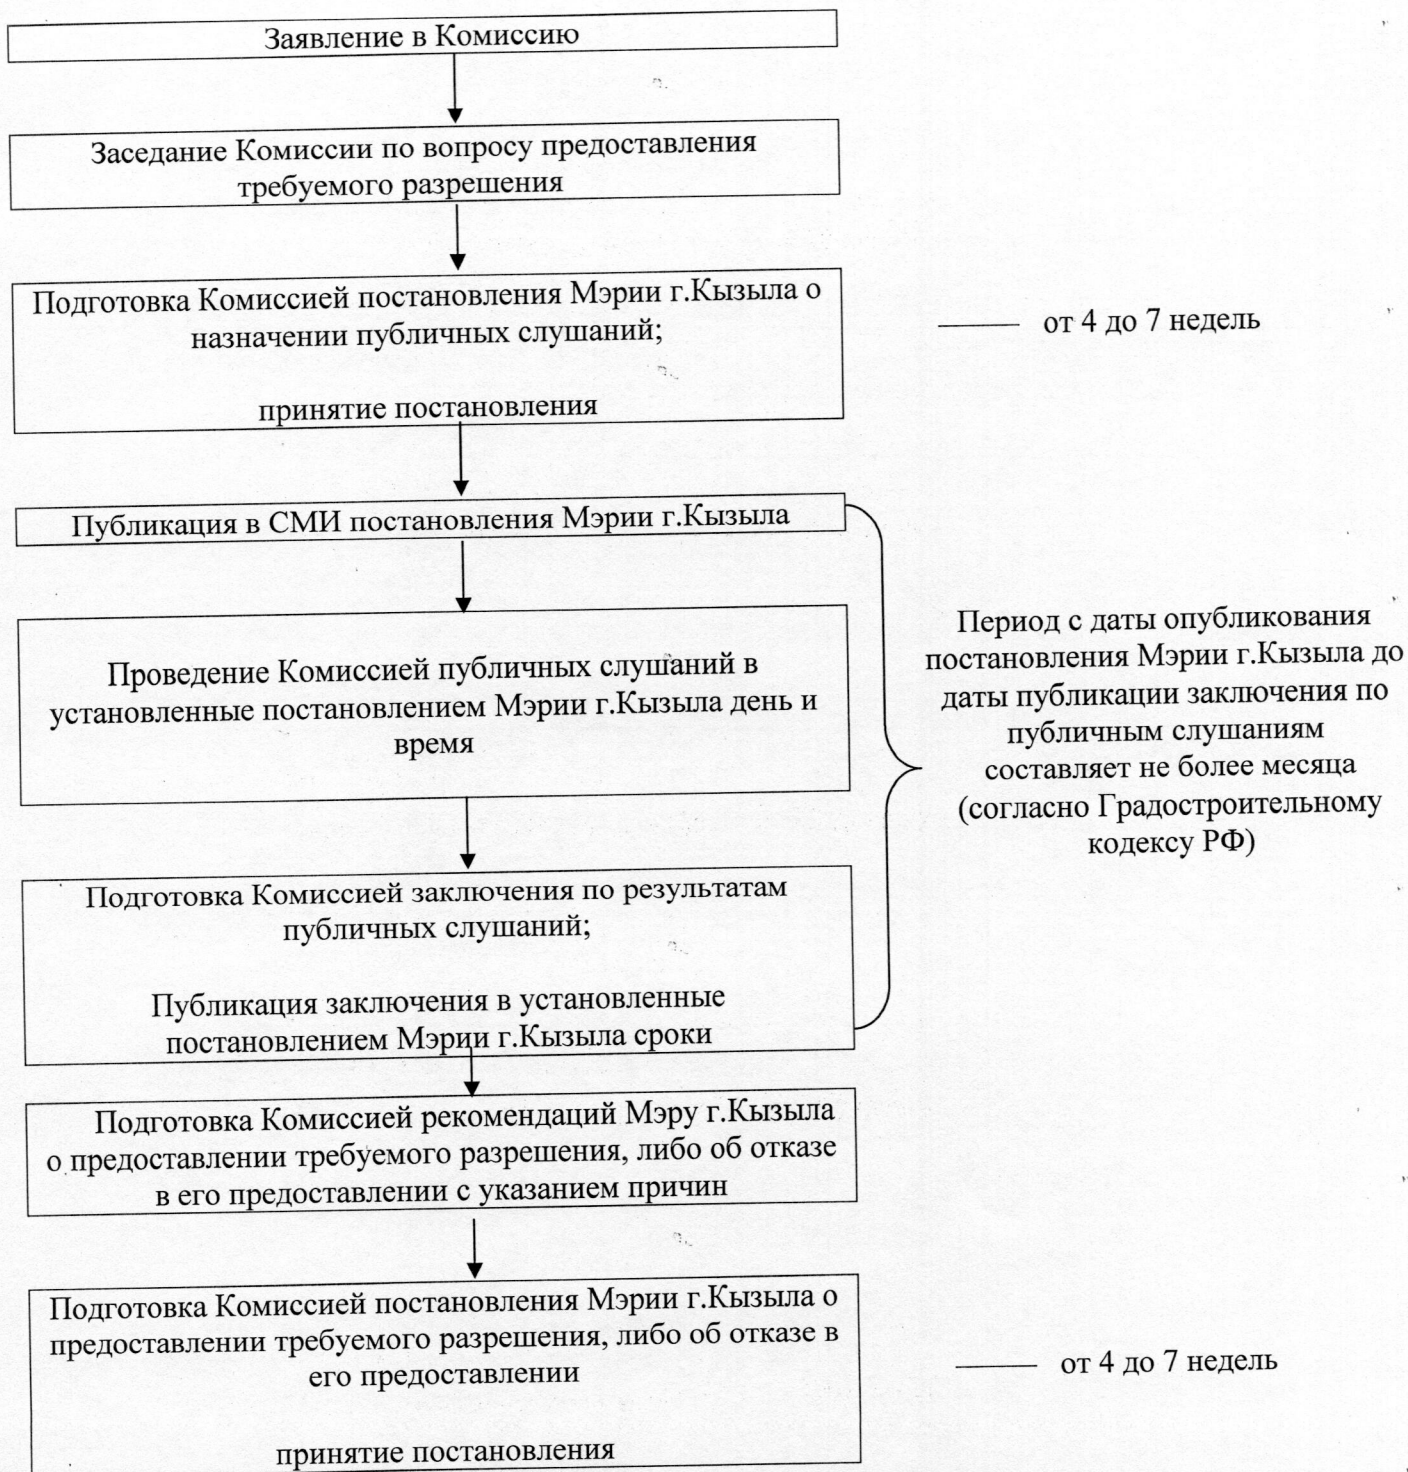 Заявление в Комиссию
Заседание Комиссии по вопросу предоставления
требуемого разрешения
Подготовка Комиссией постановления Мэрии г.Кызыла о
назначении публичных слушаний;
принятие постановления
от 4 до 7 недель
Публикация в СМИ постановления Мэрии г.Кызыла
Проведение Комиссией публичных слушаний в
установленные постановлением Мэрии г.Кызыла день и
время
Период с даты опубликования
постановления Мэрии г.Кызыла до
даты публикации заключения по
публичным слушаниям
составляет не более месяца
(согласно Градостроительному
кодексу РФ)
Подготовка Комиссией заключения по результатам
публичных слушаний;
Публикация заключения в установленные
постановлением Мэрии г.Кызыла сроки
Подготовка Комиссией рекомендаций Мэру г.Кызыла
о предоставлении требуемого разрешения, либо об отказе
в его предоставлении с указанием причин
Подготовка Комиссией постановления Мэрии г.Кызыла о
предоставлении требуемого разрешения, либо об отказе в
его предоставлении
принятие постановления
от 4 до 7 недель